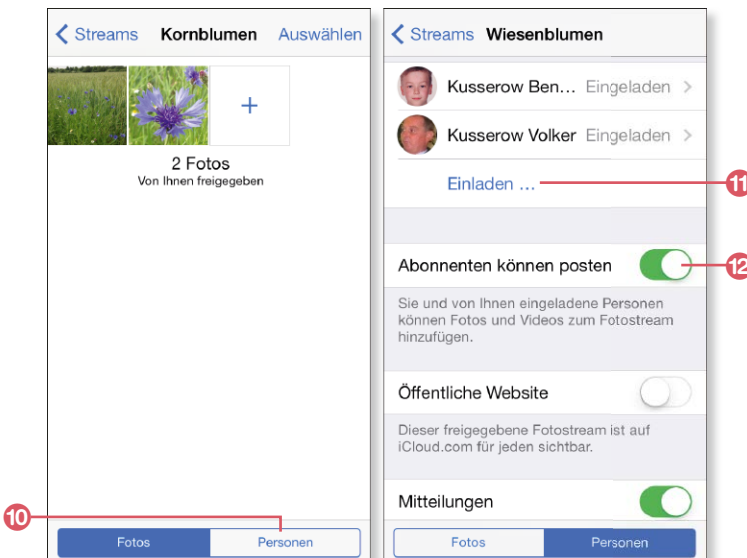 Streams Kornblumen Auswählen
+
2 Fotos
Von Ihnen freigegeben
10
Fotos Personen
Streams Wiesenblumen
Kusserow Ben... Eingeladen
Kusserow Volker Eingeladen
Einladen ...
11
Abonnenten können posten
12
Sie und von Ihnen eingeladene Personen
können Fotos und Videos zum Fotostream
hinzufügen.
Öffentliche Website
Dieser freigegebene Fotostream ist auf
iCloud.com für jeden sichtbar.
Mitteilungen
Fotos Personen